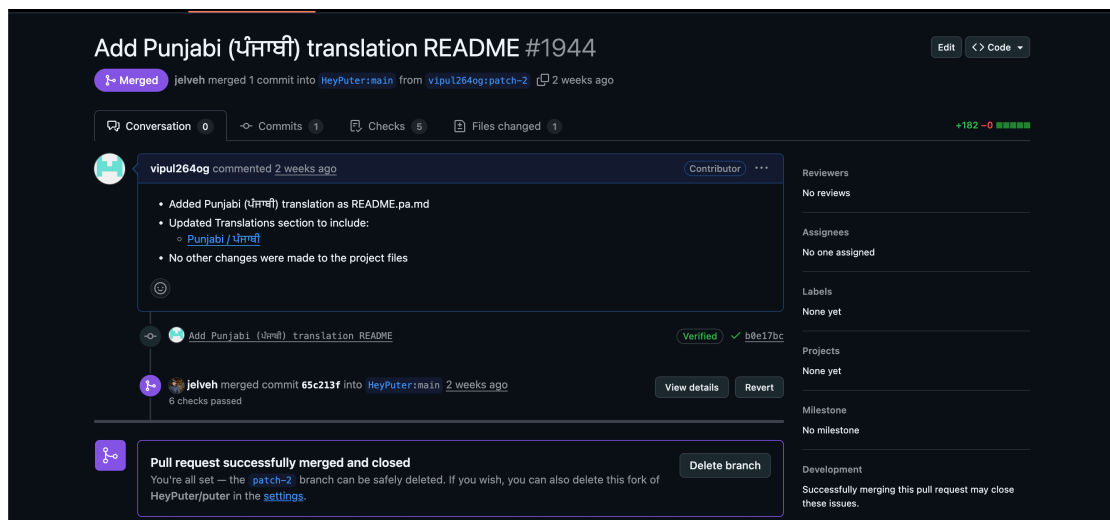 Add Punjabi (ਪੰਜਾਬੀ) translation README #1944
Edit
<> Code
Merged
jelveh merged 1 commit into HeyPuter:main from vipul264og:patch-2 2 weeks ago
Conversation 0
Commits 1
Checks 5
Files changed 1
+182 −0
vipul264og commented 2 weeks ago
Contributor
• Added Punjabi (ਪੰਜਾਬੀ) translation as README.pa.md
• Updated Translations section to include:
◦ Punjabi / ਪੰਜਾਬੀ
• No other changes were made to the project files
Add Punjabi (ਪੰਜਾਬੀ) translation README
Verified
b0e17bc
jelveh merged commit 65c213f into HeyPuter:main 2 weeks ago
6 checks passed
View details
Revert
Pull request successfully merged and closed
You're all set — the patch-2 branch can be safely deleted. If you wish, you can also delete this fork of
HeyPuter/puter in the settings.
Delete branch
Reviewers
No reviews
Assignees
No one assigned
Labels
None yet
Projects
None yet
Milestone
No milestone
Development
Successfully merging this pull request may close
these issues.